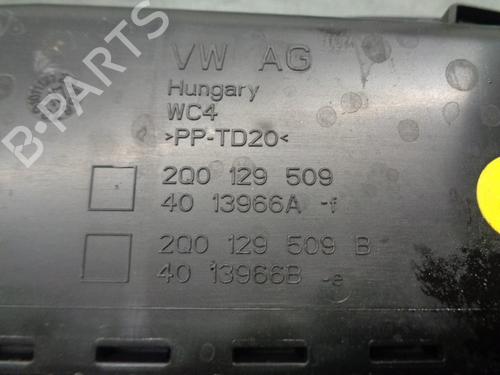 B-PARTS
VW AG
Hungary
WC4
>PP-TD20<
2Q0 129 509
40 13966A -f
2Q0 129 509 B
40 13966B -e